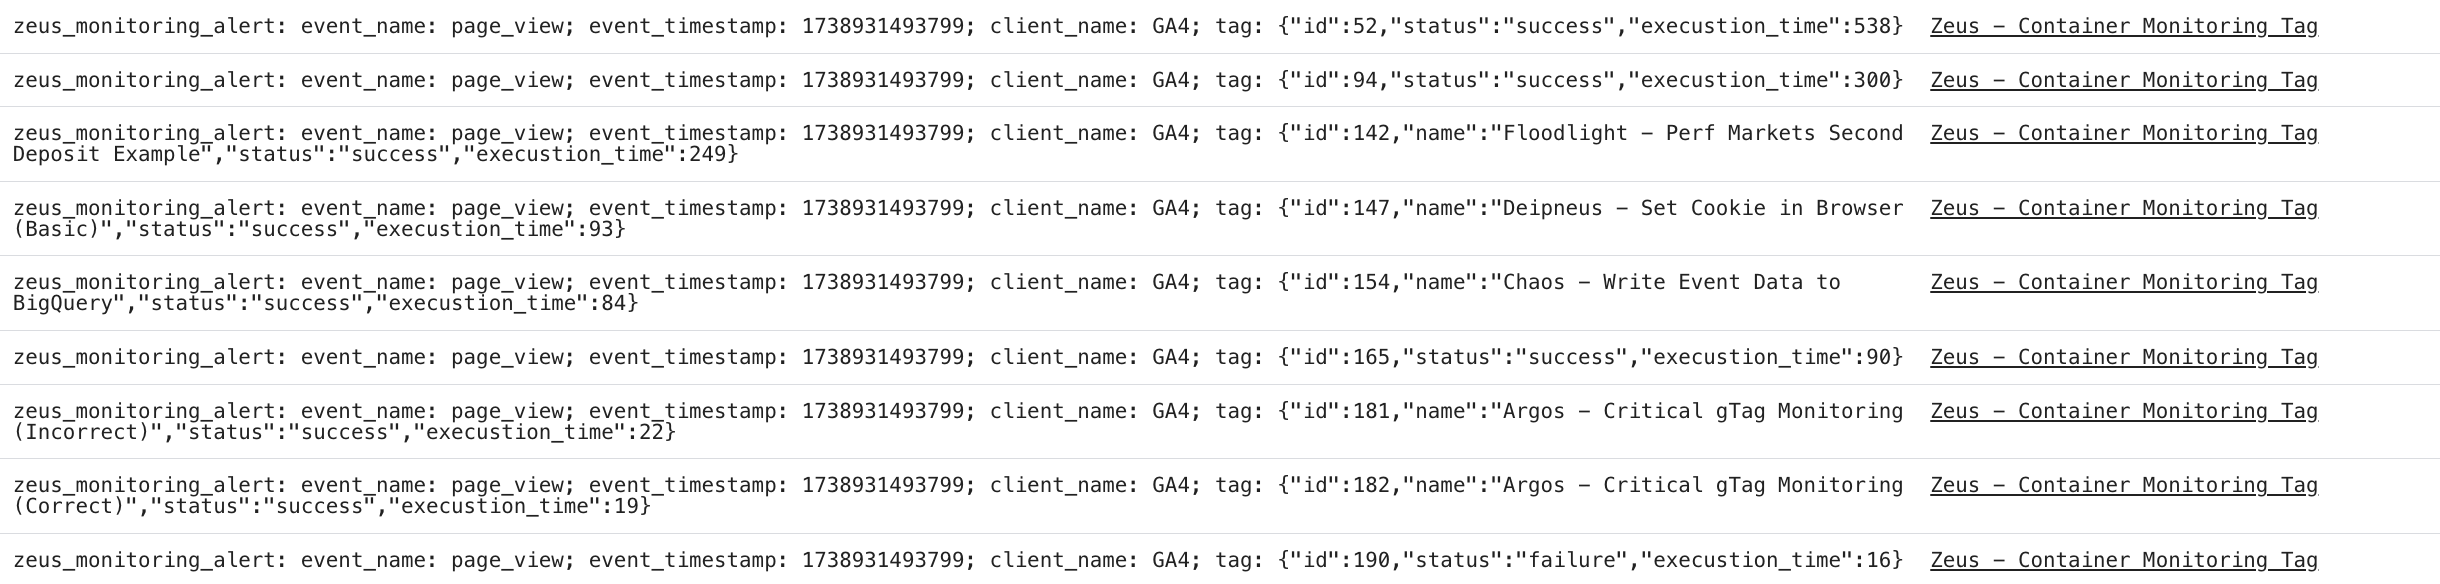 zeus_monitoring_alert: event_name: page_view; event_timestamp: 1738931493799; client_name: GA4; tag: {"id":52,"status":"success","execustion_time":538} Zeus – Container Monitoring Tag
zeus_monitoring_alert: event_name: page_view; event_timestamp: 1738931493799; client_name: GA4; tag: {"id":94,"status":"success","execustion_time":300} Zeus – Container Monitoring Tag
zeus_monitoring_alert: event_name: page_view; event_timestamp: 1738931493799; client_name: GA4; tag: {"id":142,"name":"Floodlight – Perf Markets Second Zeus – Container Monitoring Tag
Deposit Example","status":"success","execustion_time":249}
zeus_monitoring_alert: event_name: page_view; event_timestamp: 1738931493799; client_name: GA4; tag: {"id":147,"name":"Deipneus – Set Cookie in Browser Zeus – Container Monitoring Tag
(Basic)","status":"success","execustion_time":93}
zeus_monitoring_alert: event_name: page_view; event_timestamp: 1738931493799; client_name: GA4; tag: {"id":154,"name":"Chaos – Write Event Data to Zeus – Container Monitoring Tag
BigQuery","status":"success","execustion_time":84}
zeus_monitoring_alert: event_name: page_view; event_timestamp: 1738931493799; client_name: GA4; tag: {"id":165,"status":"success","execustion_time":90} Zeus – Container Monitoring Tag
zeus_monitoring_alert: event_name: page_view; event_timestamp: 1738931493799; client_name: GA4; tag: {"id":181,"name":"Argos – Critical gTag Monitoring Zeus – Container Monitoring Tag
(Incorrect)","status":"success","execustion_time":22}
zeus_monitoring_alert: event_name: page_view; event_timestamp: 1738931493799; client_name: GA4; tag: {"id":182,"name":"Argos – Critical gTag Monitoring Zeus – Container Monitoring Tag
(Correct)","status":"success","execustion_time":19}
zeus_monitoring_alert: event_name: page_view; event_timestamp: 1738931493799; client_name: GA4; tag: {"id":190,"status":"failure","execustion_time":16} Zeus – Container Monitoring Tag